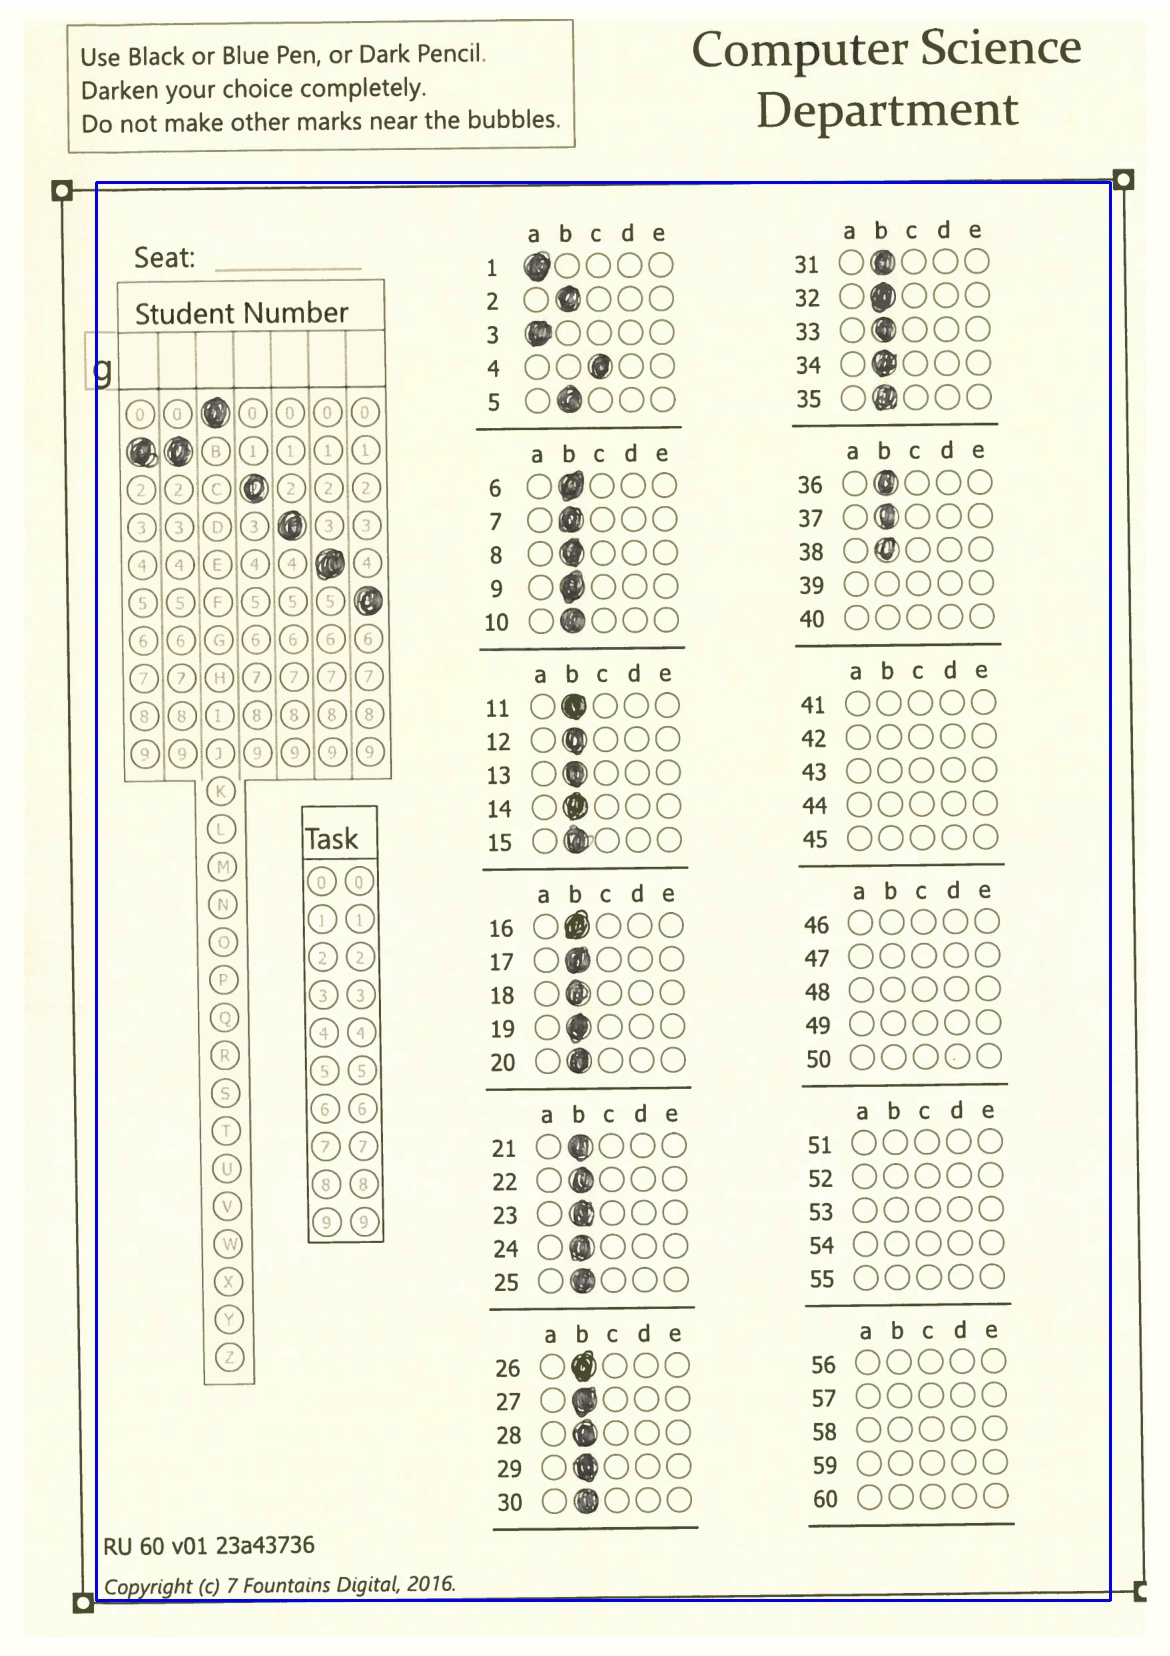 Use Black or Blue Pen, or Dark Pencil.
Darken your choice completely.
Do not make other marks near the bubbles.
Computer Science
Department
Seat:
Student Number
g
0 0 0 0 0 0
B 1 1 1 1
2 2 C 2 2 2
3 3 D 3 3 3
4 4 E 4 4 4
5 5 F 5 5 5
6 6 G 6 6 6 6
7 7 H 7 7 7 7
8 8 I 8 8 8 8
9 9 J 9 9 9 9
K
L
M
N
O
P
Q
R
S
T
U
V
W
X
Y
Z
Task
0 0
1 1
2 2
3 3
4 4
5 5
6 6
7 7
8 8
9 9
a b c d e
1
2
3
4
5
a b c d e
6
7
8
9
10
a b c d e
11
12
13
14
15
a b c d e
16
17
18
19
20
a b c d e
21
22
23
24
25
a b c d e
26
27
28
29
30
a b c d e
31
32
33
34
35
a b c d e
36
37
38
39
40
a b c d e
41
42
43
44
45
a b c d e
46
47
48
49
50
a b c d e
51
52
53
54
55
a b c d e
56
57
58
59
60
RU 60 v01 23a43736
Copyright (c) 7 Fountains Digital, 2016.